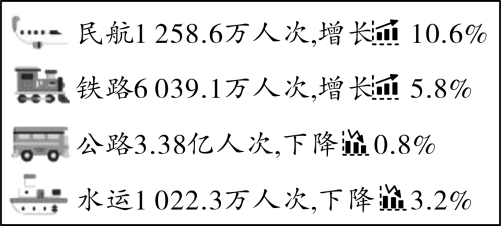 民航1 258.6万人次,增长 10.6%
铁路6 039.1万人次,增长 5.8%
公路3.38亿人次,下降 0.8%
水运1 022.3万人次,下降 3.2%